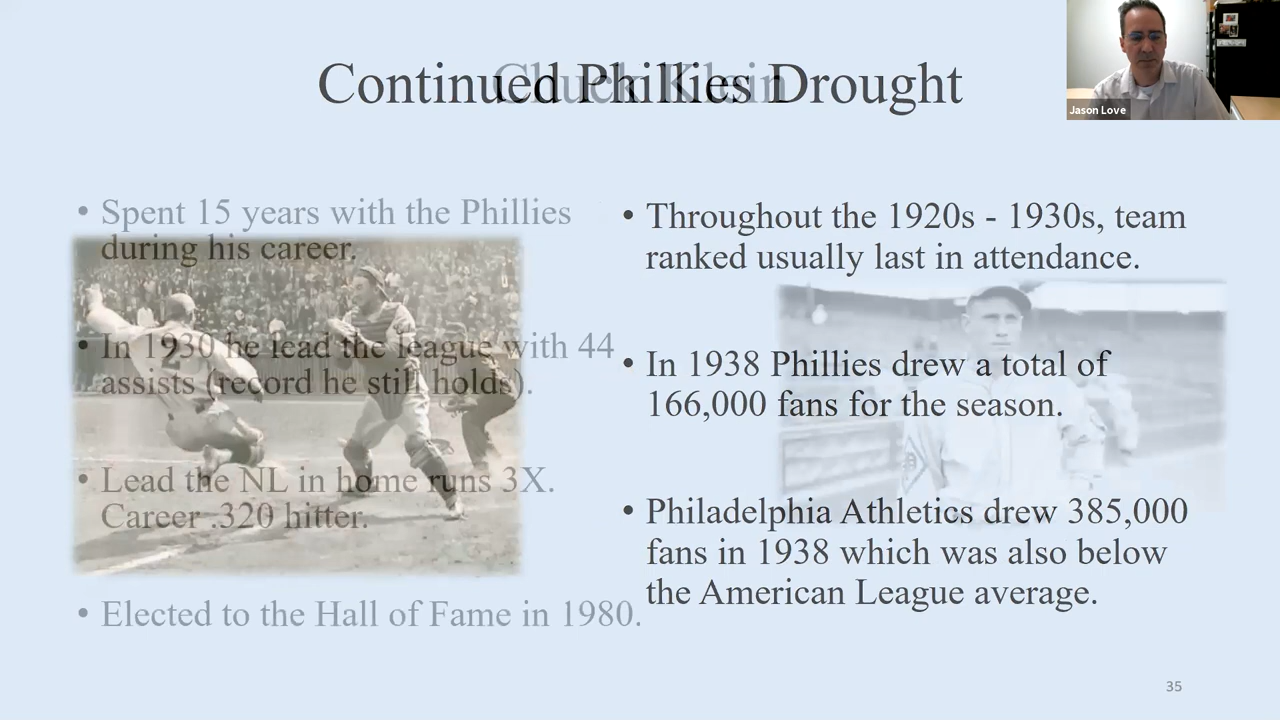 Continued Phillies Drought
Chuck Klein
Jason Love
• Spent 15 years with the Phillies
during his career.
• In 1930 he lead the league with 44
assists (record he still holds).
• Lead the NL in home runs 3X.
Career .320 hitter.
• Elected to the Hall of Fame in 1980.
• Throughout the 1920s - 1930s, team
ranked usually last in attendance.
• In 1938 Phillies drew a total of
166,000 fans for the season.
• Philadelphia Athletics drew 385,000
fans in 1938 which was also below
the American League average.
35